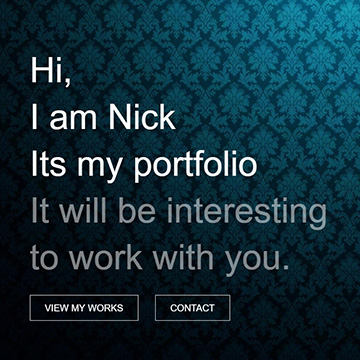 Hi,
I am Nick
Its my portfolio
It will be interesting
to work with you.
VIEW MY WORKS
CONTACT